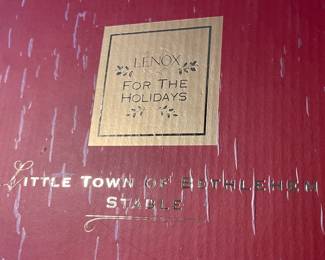 LENOX
FOR THE
HOLIDAYS
LITTLE TOWN OF BETHLEHEM
STABLE